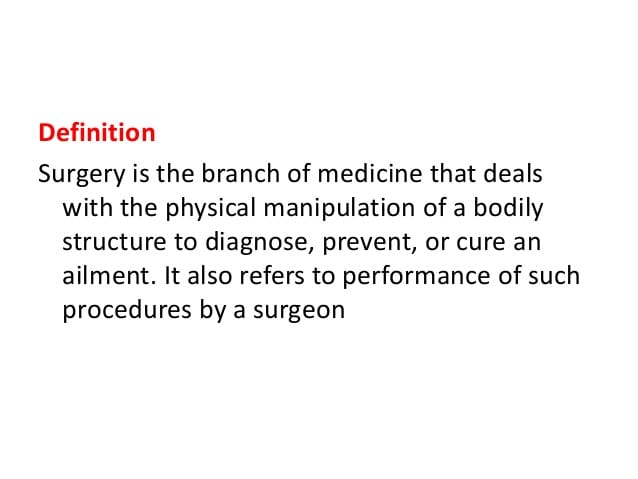 Definition
Surgery is the branch of medicine that deals
with the physical manipulation of a bodily
structure to diagnose, prevent, or cure an
ailment. It also refers to performance of such
procedures by a surgeon